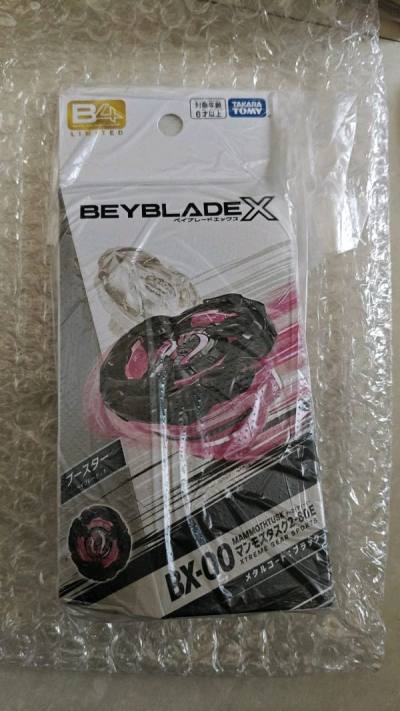 B4
LIMITED
対象年齢
6才以上
TAKARA
TOMY
BEYBLADE X
ベイブレードエックス
ブースター
BX-00
MAMMOTHTUSK
マンモスタスク2-80E
XTREME GEAR SPORTS
メタルコート:ブラック